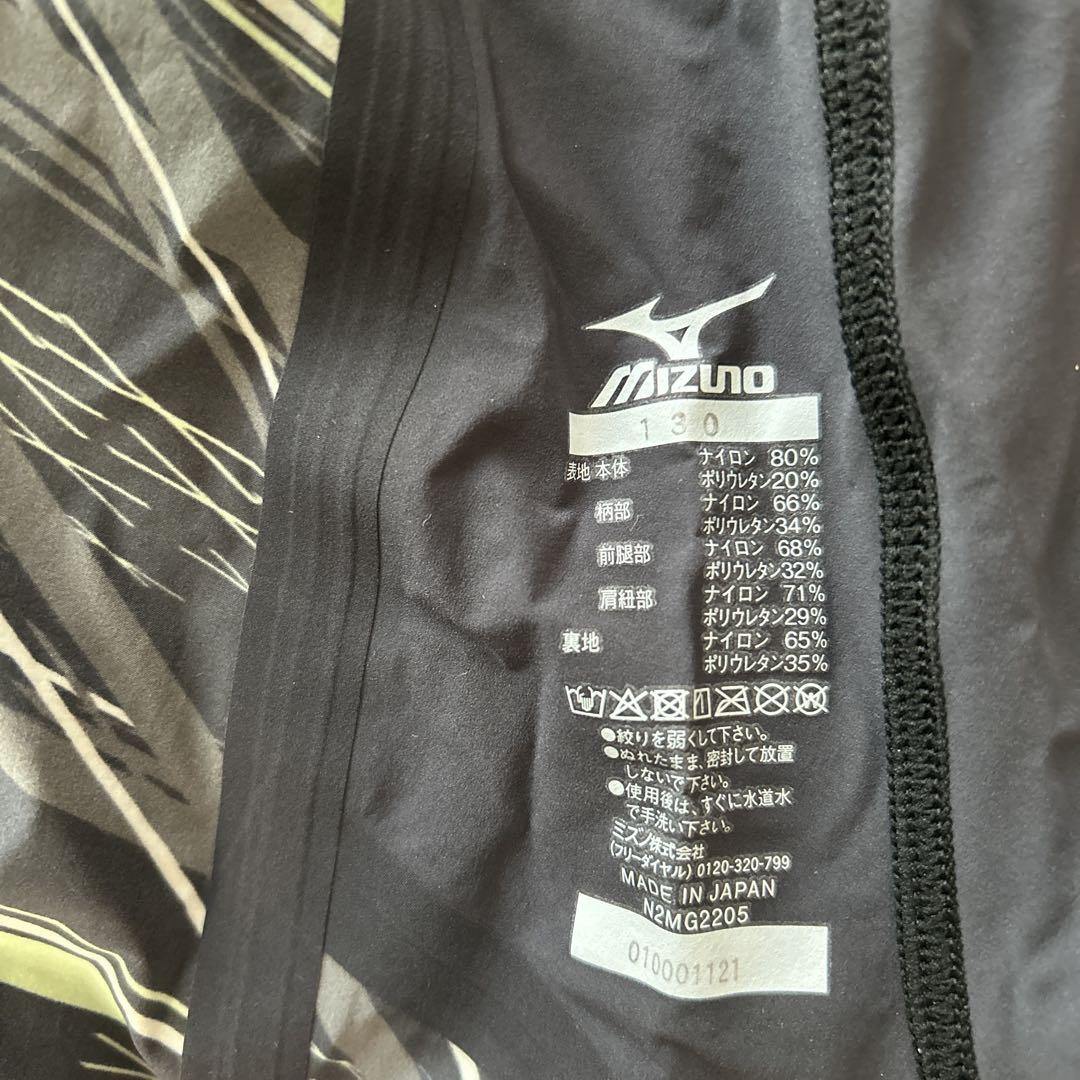 MIZUNO
130
表地 本体 ナイロン 80%
ポリウレタン20%
柄部 ナイロン 66%
ポリウレタン34%
前腿部 ナイロン 68%
ポリウレタン32%
肩紐部 ナイロン 71%
ポリウレタン29%
裏地 ナイロン 65%
ポリウレタン35%
●絞りを弱くして下さい。
●ぬれたまま、密封して放置
しないで下さい。
●使用後は、すぐに水道水
で手洗い下さい。
ミズノ株式会社
(フリーダイヤル) 0120-320-799
MADE IN JAPAN
N2MG2205
010001121